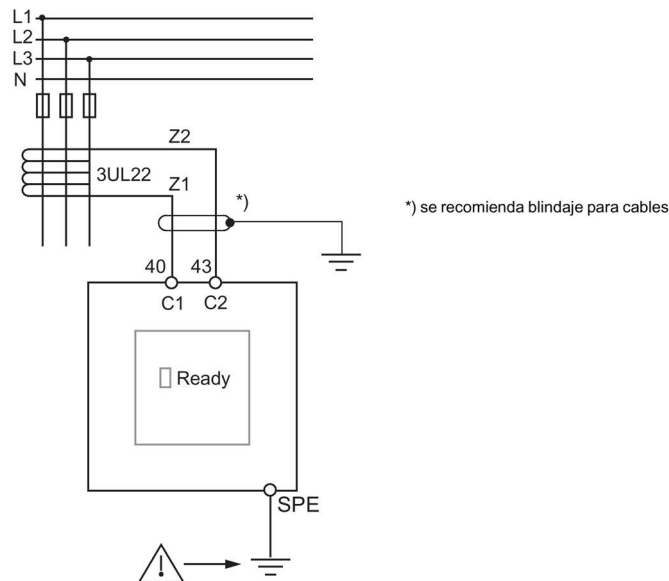 L1
L2
L3
N
Z2
3UL22
Z1
*)
*) se recomienda blindaje para cables
40 43
C1 C2
Ready
SPE
!